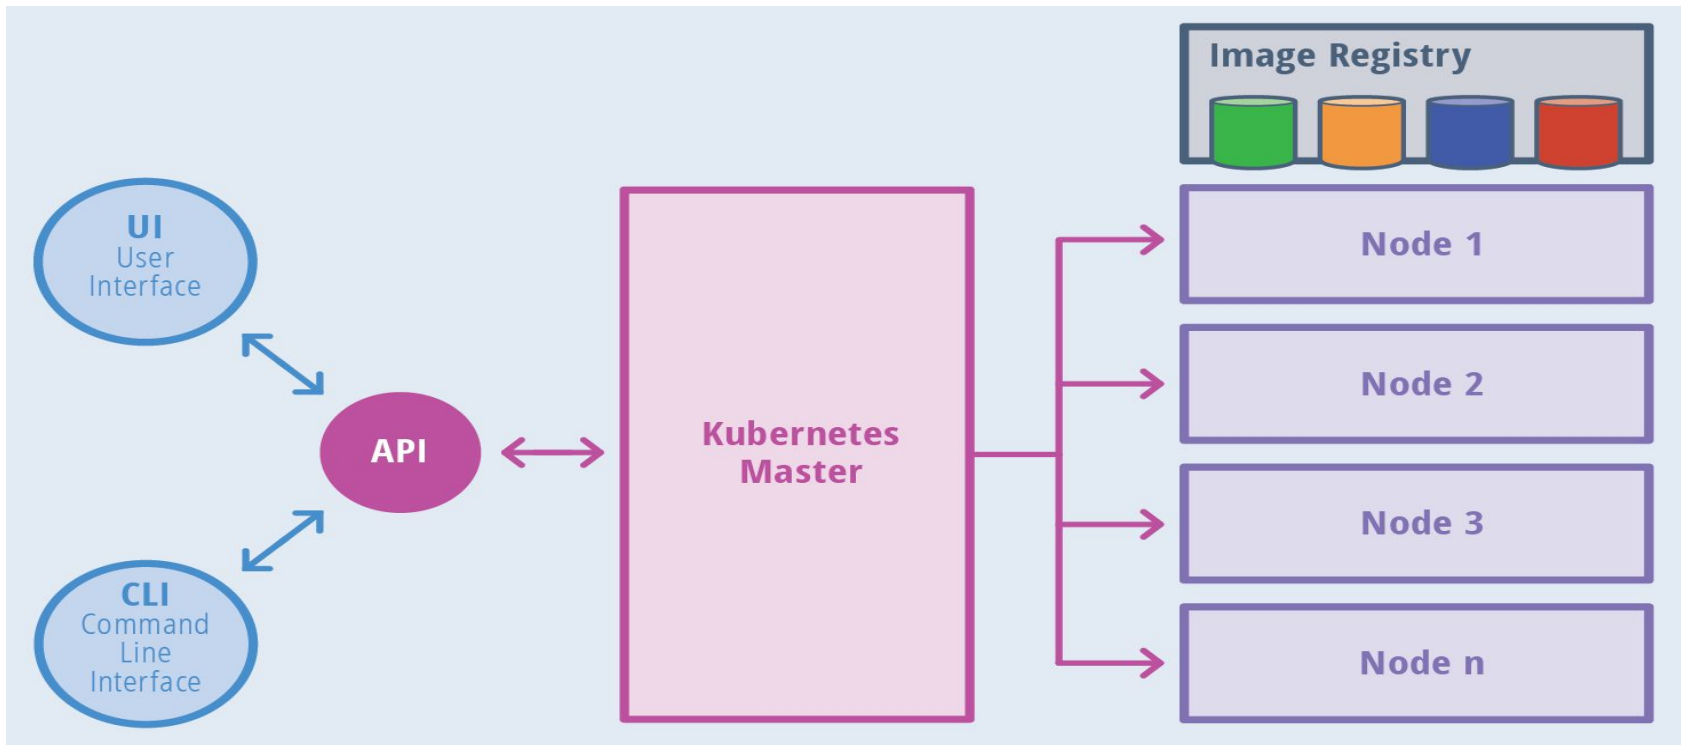 Image Registry
UI
User
Interface
API
CLI
Command
Line
Interface
Kubernetes
Master
Node 1
Node 2
Node 3
Node n